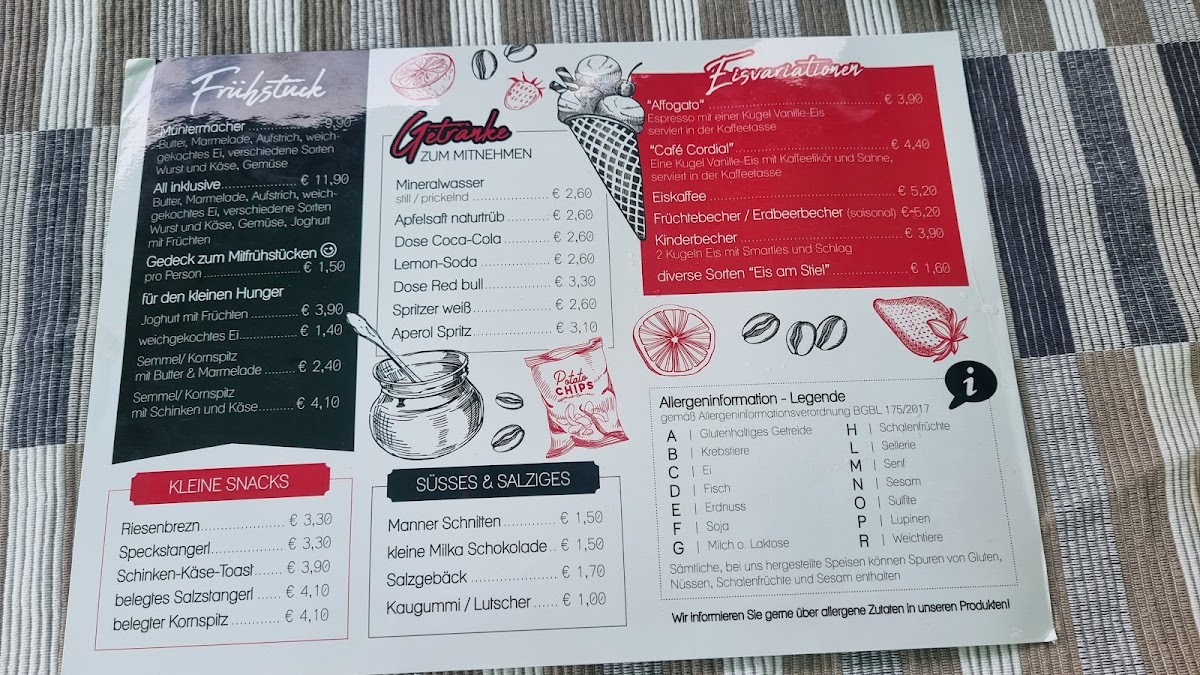 Frühstück
Muntermacher ........ 9,90
Butter, Marmelade, Aufstrich, weich-
gekochtes Ei, verschiedene Sorten
Wurst und Käse, Gemüse
All inklusive ........ € 11,90
Butter, Marmelade, Aufstrich, weich-
gekochtes Ei, verschiedene Sorten
Wurst und Käse, Gemüse, Joghurt
mit Früchten
Gedeck zum Mitfrühstücken
pro Person ........ € 1,50
für den kleinen Hunger
Joghurt mit Früchten ........ € 3,90
weichgekochtes Ei ........ € 1,40
Semmel/ Kornspitz
mit Butter & Marmelade ........ € 2,40
Semmel/ Kornspitz
mit Schinken und Käse ........ € 4,10
KLEINE SNACKS
Riesenbrezn ........ € 3,30
Speckstangerl ........ € 3,30
Schinken-Käse-Toast ........ € 3,90
belegtes Salzstangerl ........ € 4,10
belegter Kornspitz ........ € 4,10
Getränke
ZUM MITNEHMEN
Mineralwasser
still / prickelnd ........ € 2,60
Apfelsaft naturtrüb ........ € 2,60
Dose Coca-Cola ........ € 2,60
Lemon-Soda ........ € 2,60
Dose Red bull ........ € 3,30
Spritzer weiß ........ € 2,60
Aperol Spritz ........ € 3,10
Potato
CHIPS
SÜSSES & SALZIGES
Manner Schnitten ........ € 1,50
kleine Milka Schokolade ........ € 1,50
Salzgebäck ........ € 1,70
Kaugummi / Lutscher ........ € 1,00
Eisvariationen
"Affogato" ........ € 3,90
Espresso mit einer Kugel Vanille-Eis
serviert in der Kaffeetasse
"Café Cordial" ........ € 4,40
Eine Kugel Vanille-Eis mit Kaffeelikör und Sahne,
serviert in der Kaffeetasse
Eiskaffee ........ € 5,20
Früchtebecher / Erdbeerbecher (saisonal) € 5,20
Kinderbecher ........ € 3,90
2 Kugeln Eis mit Smarties und Schlag
diverse Sorten "Eis am Stiel" ........ € 1,60
i
Allergeninformation - Legende
gemäß Allergeninformationsverordnung BGBL 175/2017
A | Glutenhaltiges Getreide
B | Krebstiere
C | Ei
D | Fisch
E | Erdnuss
F | Soja
G | Milch o. Laktose
H | Schalenfrüchte
L | Sellerie
M | Senf
N | Sesam
O | Sulfite
P | Lupinen
R | Weichtiere
Sämtliche, bei uns hergestellte Speisen können Spuren von Gluten,
Nüssen, Schalenfrüchte und Sesam enthalten
Wir informieren Sie gerne über allergene Zutaten in unseren Produkten!